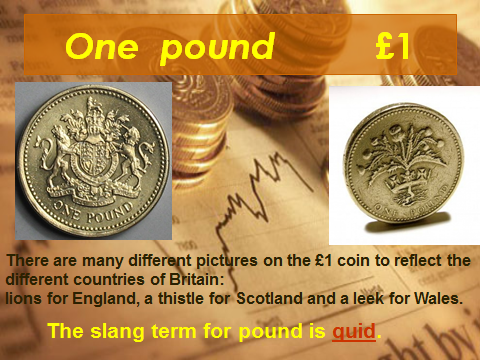 One pound £1
ONE POUND
ONE POUND
There are many different pictures on the £1 coin to reflect the
different countries of Britain:
lions for England, a thistle for Scotland and a leek for Wales.
The slang term for pound is quid.